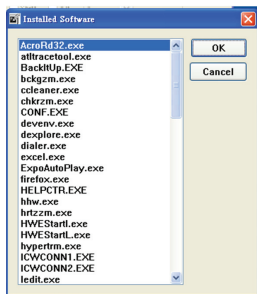 Installed Software
AcroRd32.exe
atltracetool.exe
BackItUp.EXE
bckgzm.exe
ccleaner.exe
chkrzm.exe
CONF.EXE
devenv.exe
dexplore.exe
dialer.exe
excel.exe
ExpoAutoPlay.exe
firefox.exe
HELPCTR.EXE
hhw.exe
hrtzzm.exe
HWEStartI.exe
HWEStartL.exe
hypertrm.exe
ICWCONN1.EXE
ICWCONN2.EXE
ledit.exe
OK
Cancel